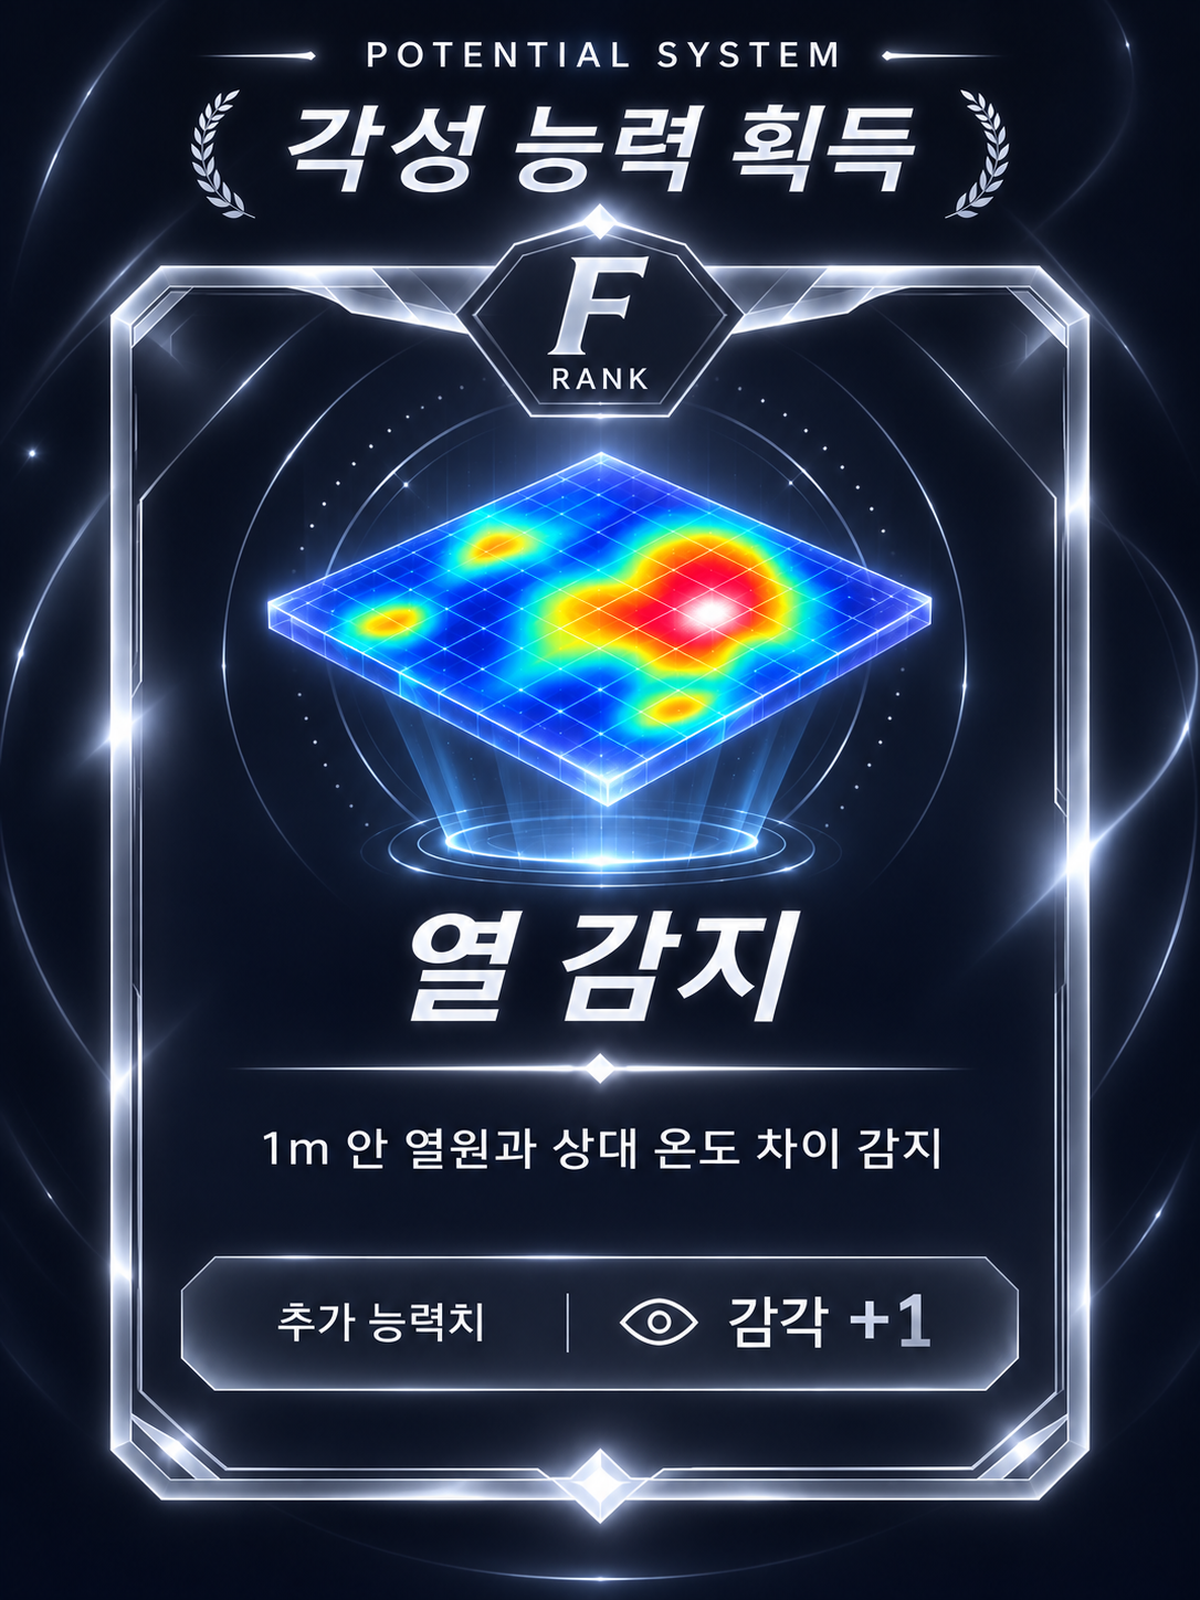 POTENTIAL SYSTEM
각성 능력 획득
F
RANK
열 감지
1m 안 열원과 상대 온도 차이 감지
추가 능력치 감각 +1